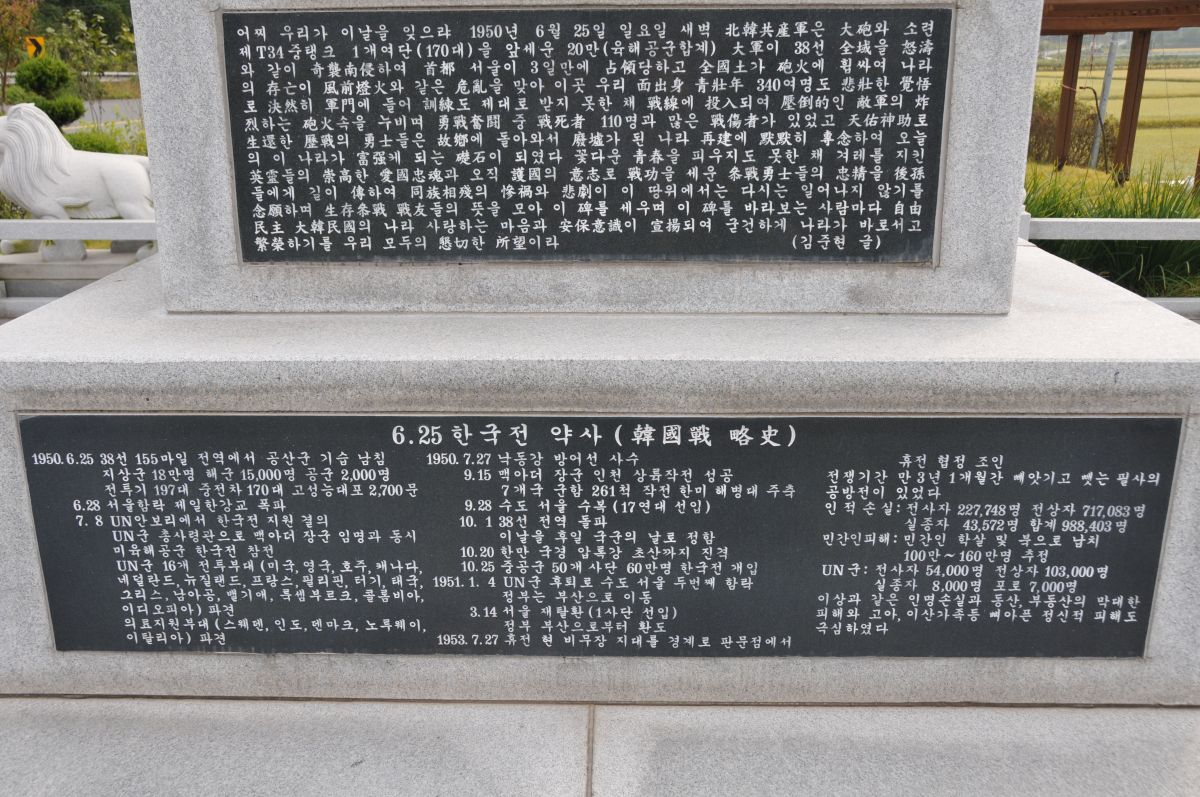 어찌 우리가 이날을 잊으랴 1950년 6월 25일 일요일 새벽 北韓共産軍은 大砲와 소련
제T34중탱크 1개여단(170대)을 앞세운 20만(육해공군합계) 大軍이 38선 全域을 怒濤
와 같이 奇襲南侵하여 首都 서울이 3일만에 占領당하고 全國土가 砲火에 휩싸여 나라
의 存亡이 風前燈火와 같은 危亂을 맞아 이곳 우리 面出身 青壯年 340여명도 悲壯한 覺悟
로 決然히 軍門에 들어 訓練도 제대로 받지 못한 채 戰線에 投入되여 壓倒的인 敵軍의 炸
烈하는 砲火속을 누비며 勇戰奮鬪 중 戰死者 110명과 많은 戰傷者가 있었고 天佑神助로
生還한 歷戰의 勇士들은 故鄕에 돌아와서 廢墟가 된 나라 再建에 默默히 專念하여 오늘
의 이 나라가 富强케 되는 礎石이 되였다 꽃다운 青春을 피우지도 못한 채 겨레를 지킨
英靈들의 崇高한 愛國忠魂과 오직 護國의 意志로 戰功을 세운 참戰勇士들의 忠精을 後孫
들에게 길이 傳하여 同族相殘의 慘禍와 悲劇이 이 땅위에서는 다시는 일어나지 않기를
念願하며 生存參戰 戰友들의 뜻을 모아 이 碑를 세우며 이 碑를 바라보는 사람마다 自由
民主 大韓民國의 나라 사랑하는 마음과 安保意識이 宣揚되여 군건하게 나라가 바로서고
繁榮하기를 우리 모두의 懇切한 所望이라 (김준현 글)
6.25 한국전 약사 (韓國戰 略史)
1950.6.25 38선 155마일 전역에서 공산군 기습 남침
지상군 18만명 해군 15,000명 공군 2,000명
전투기 197대 중전차 170대 고성능대포 2,700문
6.28 서울함락 제일한강교 폭파
7. 8 UN안보리에서 한국전 지원 결의
UN군 총사령관으로 백아더 장군 임명과 동시
미육해공군 한국전 참전
UN군 16개 전투부대 (미국, 영국, 호주, 캐나다,
네덜란드, 뉴질랜드, 프랑스, 필리핀, 터기, 태국,
그리스, 남아공, 벨기에, 룩셈부르크, 콜롬비아,
이디오피아) 파견
의료지원부대 (스웨덴, 인도, 덴마크, 노루웨이,
이탈리아) 파견
1950. 7.27 낙동강 방어선 사수
9.15 백아더 장군 인천 상륙작전 성공
7개국 군함 261척 작전 한미 해병대 주축
9.28 수도 서울 수복 (17연대 선입)
10. 1 38선 전역 돌파
이날을 후일 국군의 날로 정함
10.20 한만 국경 압록강 초산까지 진격
10.25 중공군 50개 사단 60만명 한국전 개입
1951. 1. 4 UN군 후퇴로 수도 서울 두번째 함락
정부는 부산으로 이동
3.14 서울 재탈환 (1사단 선입)
정부 부산으로부터 환도
1953.7.27 휴전 현 비무장 지대를 경계로 판문점에서
휴전 협정 조인
전쟁기간 만 3년 1개월간 빼앗기고 뺏는 필사의
공방전이 있었다
인적 손실: 전사자 227,748명 전상자 717,083명
실종자 43,572명 합계 988,403명
민간인피해: 민간인 학살 및 북으로 납치
100만~160만명 추정
UN군: 전사자 54,000명 전상자 103,000명
실종자 8,000명 포로 7,000명
이상과 같은 인명손실과 동산, 부동산의 막대한
피해와 고아, 이산가족등 뼈아픈 정신적 피해도
극심하였다